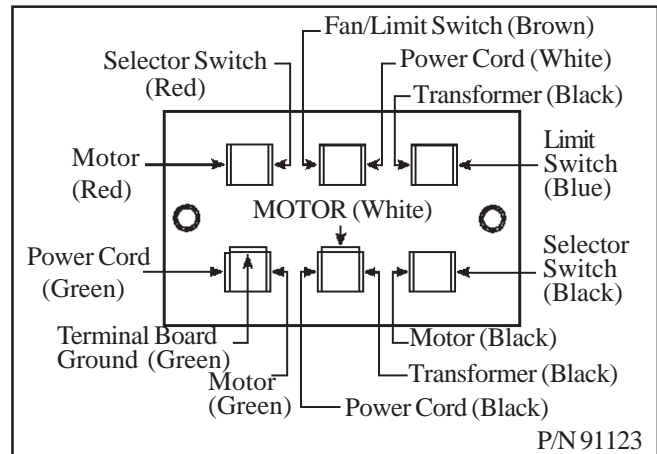 Fan/Limit Switch (Brown)
Selector Switch
(Red)
Power Cord (White)
Transformer (Black)
Motor
(Red)
Limit
Switch
(Blue)
MOTOR (White)
Power Cord
(Green)
Selector
Switch
(Black)
Terminal Board
Ground (Green)
Motor
(Green)
Motor (Black)
Transformer (Black)
Power Cord (Black)
P/N 91123